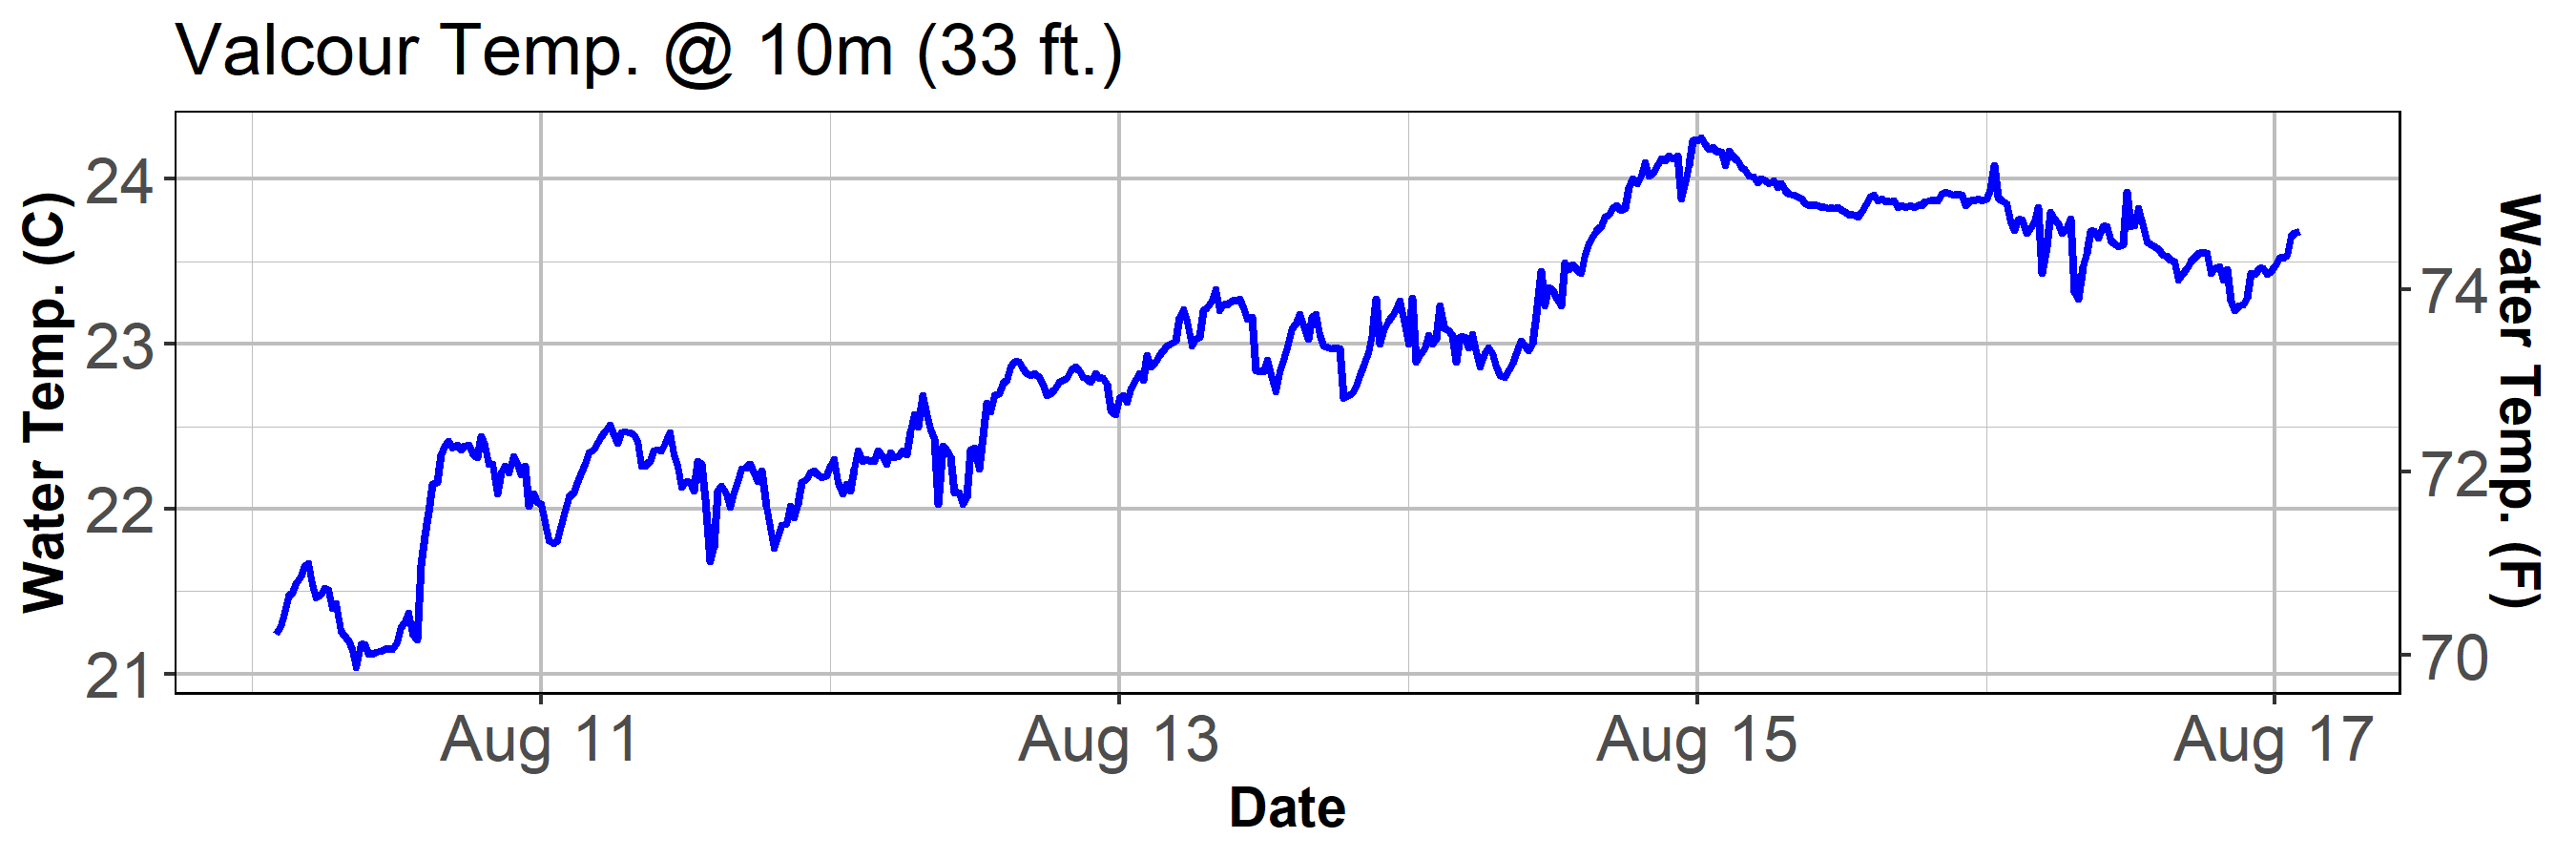 Valcour Temp. @ 10m (33 ft.)
Water Temp. (C)
24
23
22
21
74
72
70
Water Temp. (F)
Aug 11
Aug 13
Aug 15
Aug 17
Date